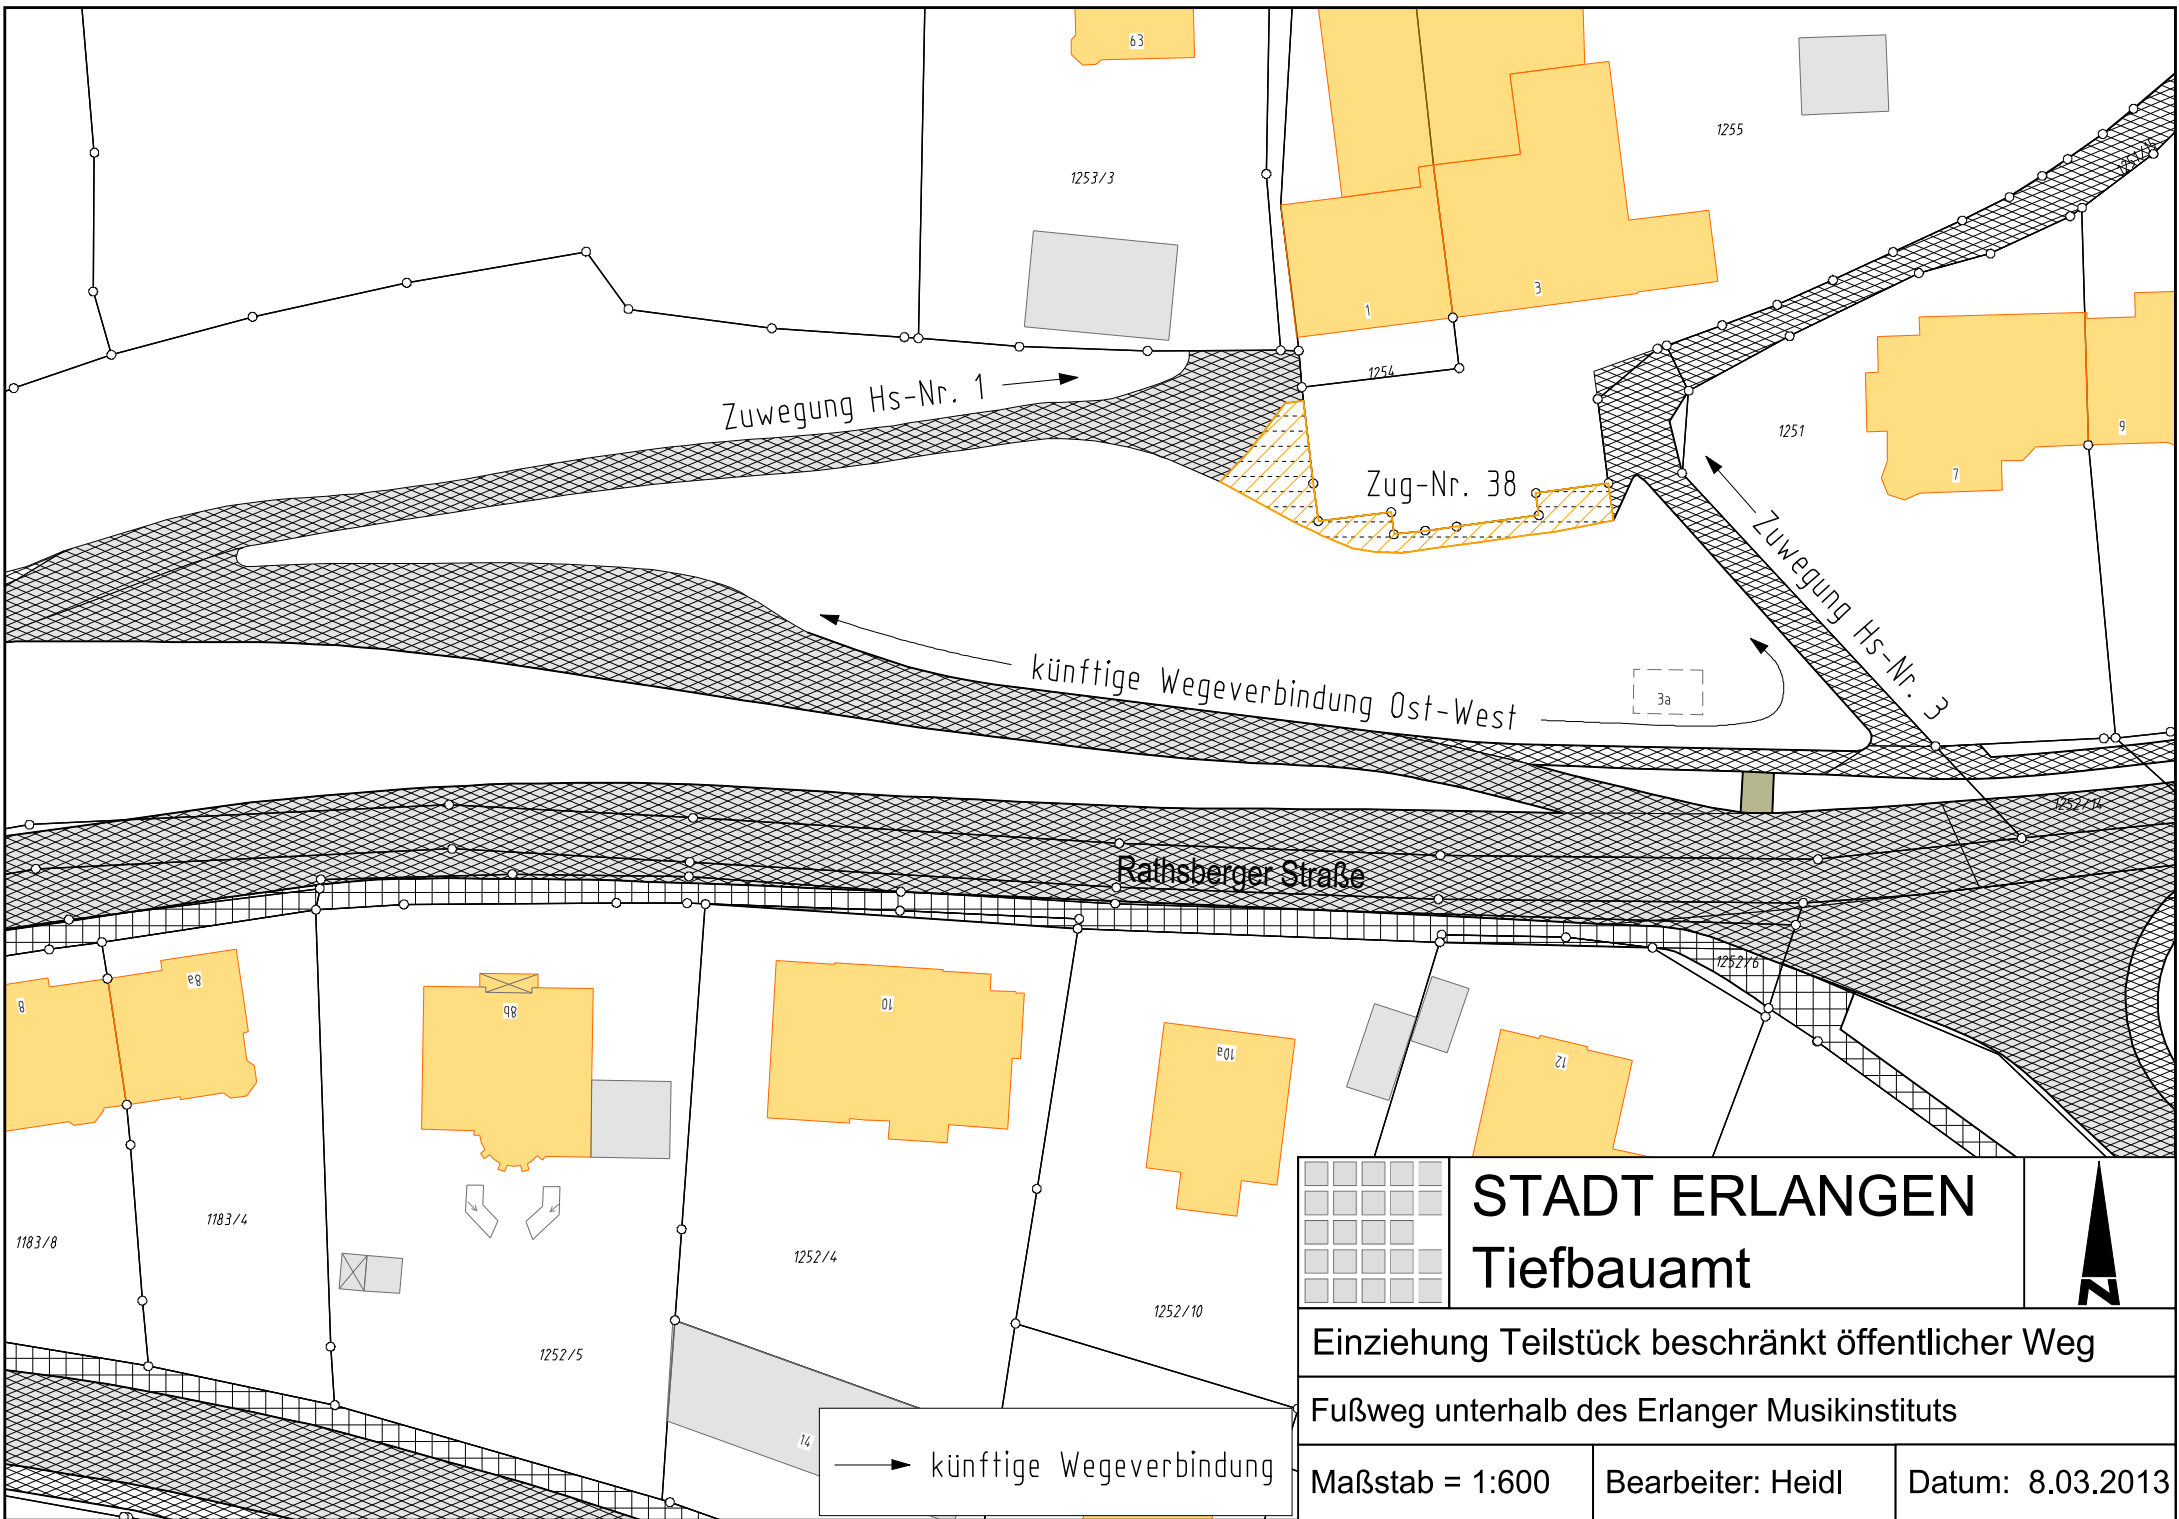 63
1255
1253/3
1
3
1254
Zuwegung Hs-Nr. 1
1251
9
7
Zug-Nr. 38
Zuwegung Hs-Nr. 3
künftige Wegeverbindung Ost-West
3a
1252/14
Rathsberger Straße
1252/6
8
8a
8b
10
10a
12
1183/8
1183/4
1252/4
1252/10
1252/5
14
künftige Wegeverbindung
STADT ERLANGEN
Tiefbauamt
N
Einziehung Teilstück beschränkt öffentlicher Weg
Fußweg unterhalb des Erlanger Musikinstituts
Maßstab = 1:600
Bearbeiter: Heidl
Datum: 8.03.2013